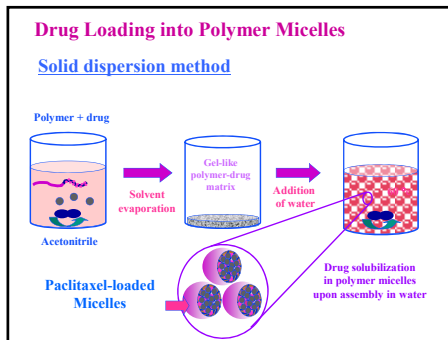 Drug Loading into Polymer Micelles
Solid dispersion method
Polymer + drug
Acetonitrile
Solvent
evaporation
Gel-like
polymer-drug
matrix
Addition
of water
Paclitaxel-loaded
Micelles
Drug solubilization
in polymer micelles
upon assembly in water